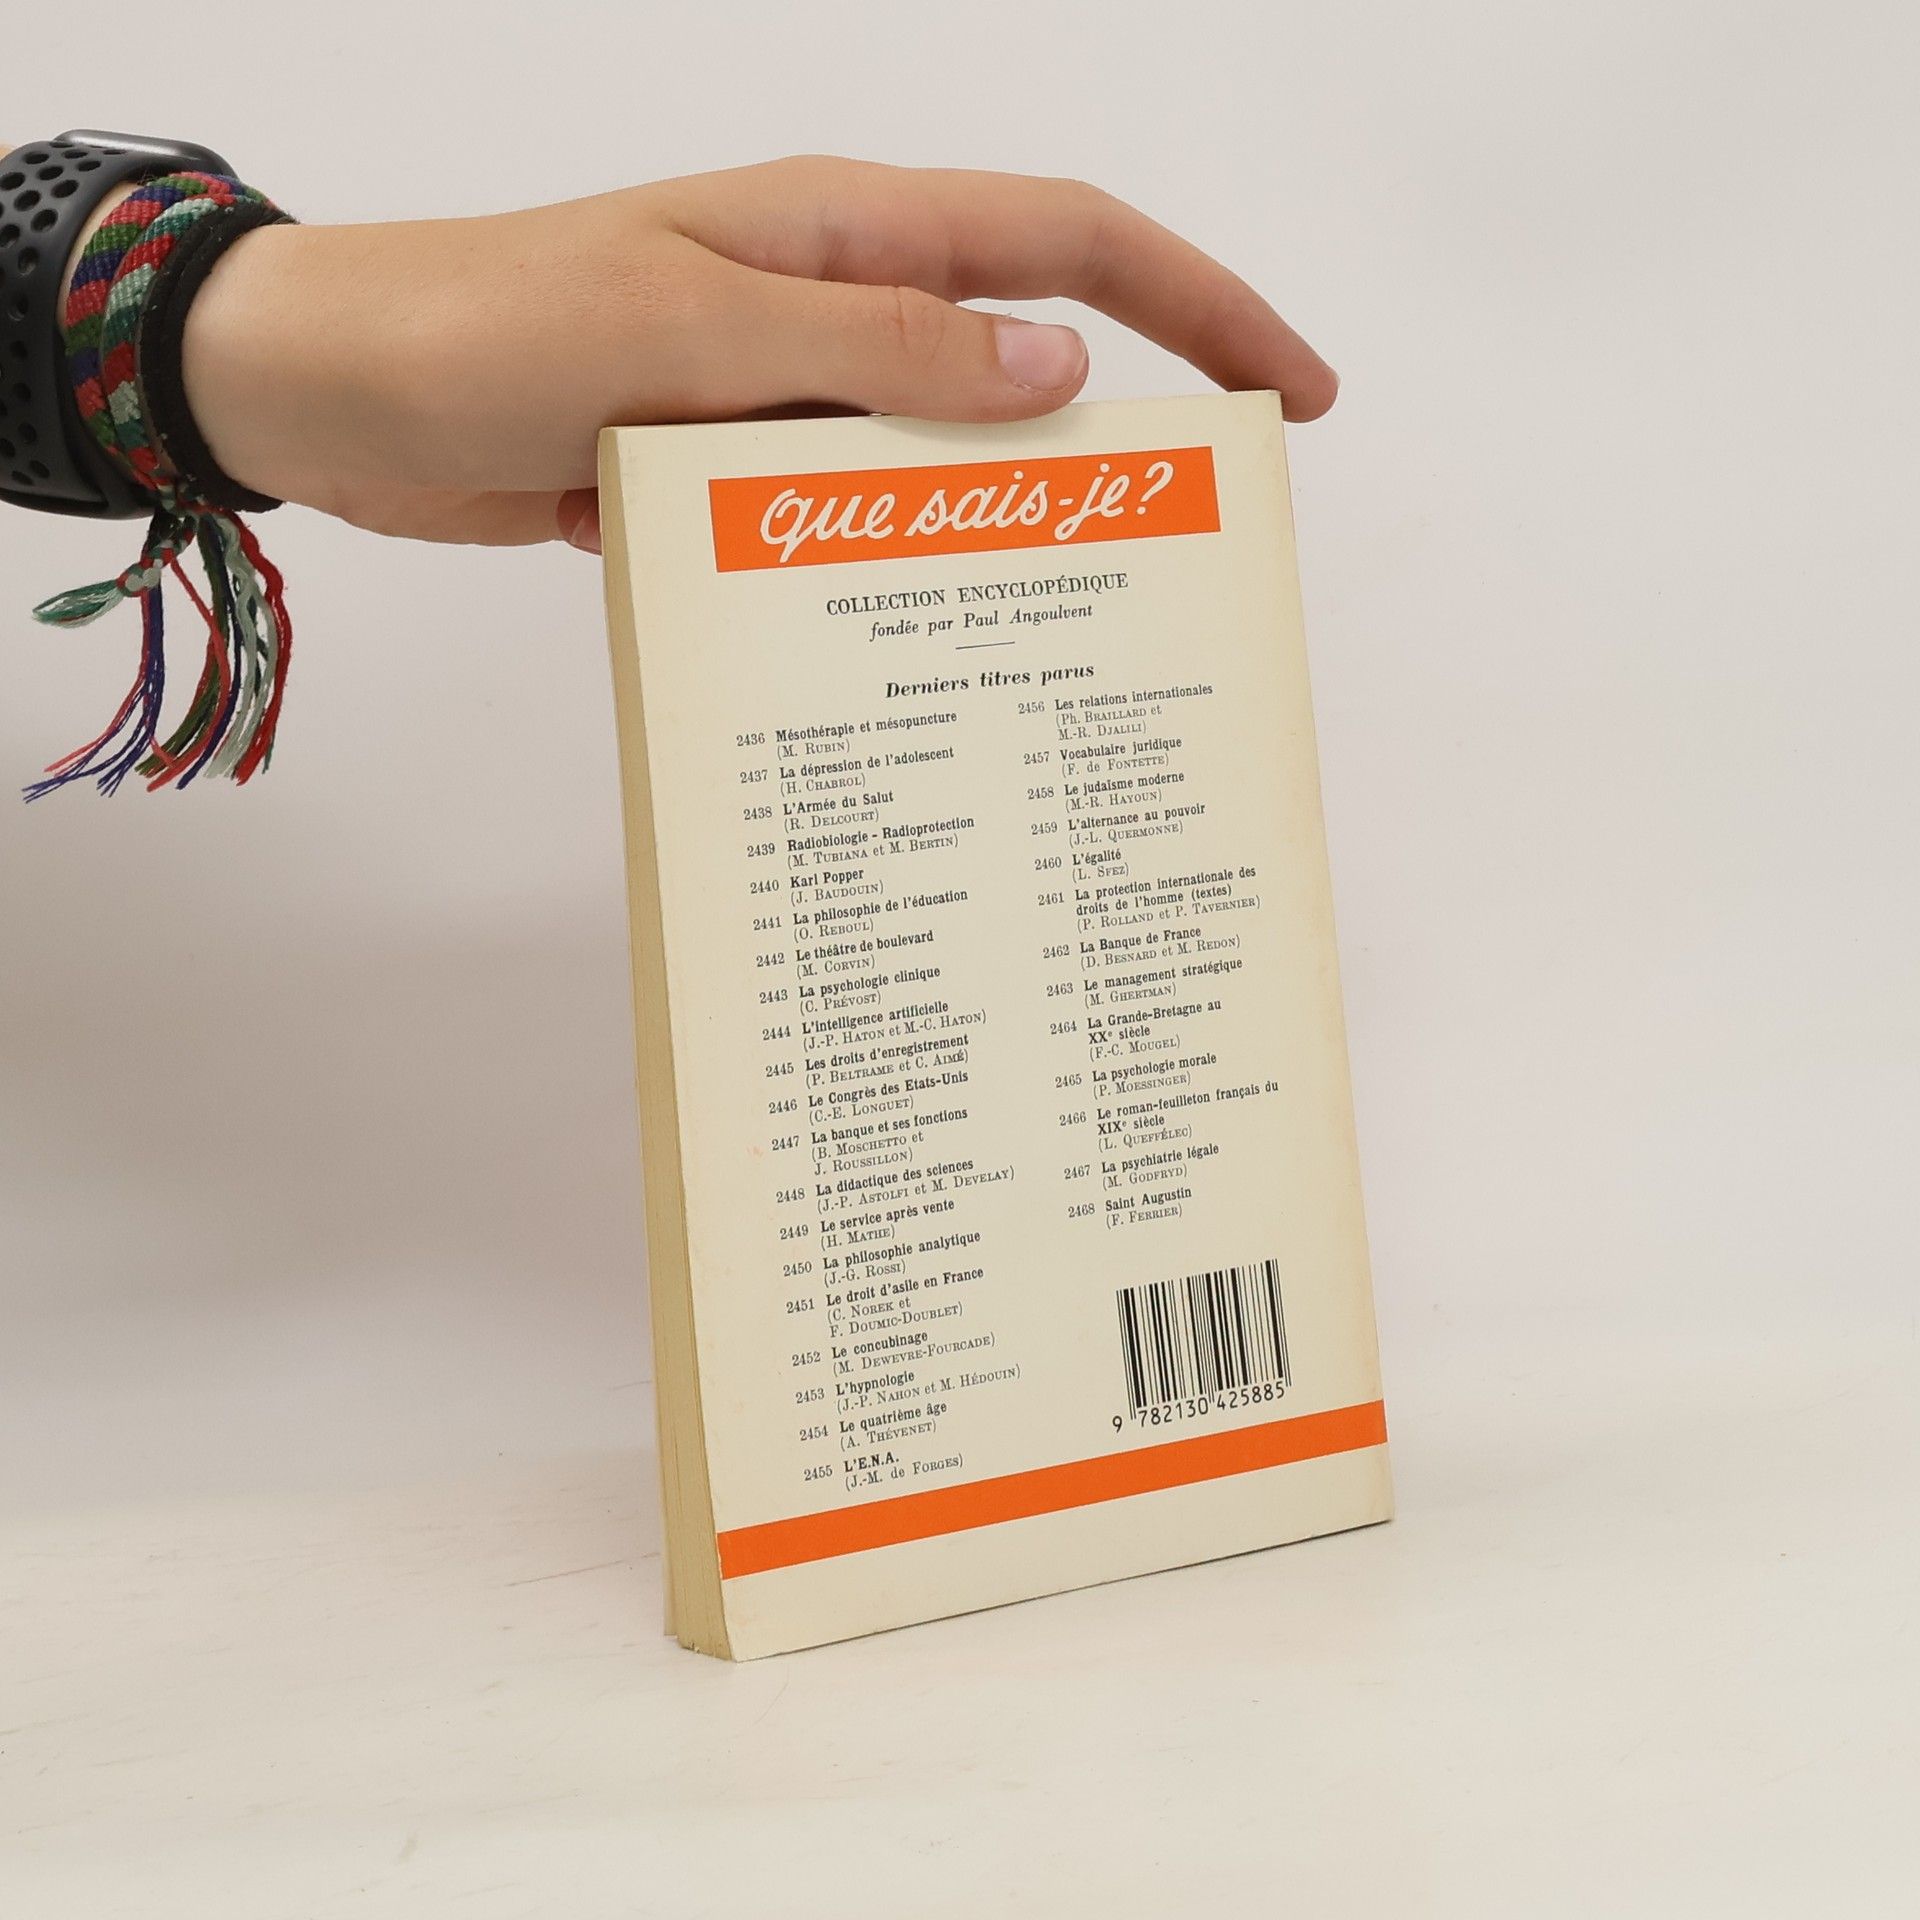 que sais-je?
COLLECTION ENCYCLOPÉDIQUE
fondée par Paul Angoulvent
Derniers titres parus
2436 Mésothérapie et mésopuncture
(M. RUBIN)
2437 La dépression de l'adolescent
(H. CHABROL)
2438 L'Armée du Salut
(R. DELCOURT)
2439 Radiobiologie - Radioprotection
(M. TUBIANA et M. BERTIN)
2440 Karl Popper
(J. BAUDOUIN)
2441 La philosophie de l'éducation
(O. REBOUL)
2442 Le théâtre de boulevard
(M. CORVIN)
2443 La psychologie clinique
(C. PRÉVOST)
2444 L'intelligence artificielle
(J.-P. HATON et M.-C. HATON)
2445 Les droits d'enregistrement
(P. BELTRAME et C. AIMÉ)
2446 Le Congrès des Etats-Unis
(C.-E. LONGUET)
2447 La banque et ses fonctions
(B. MOSCHETTO et
J. ROUSSILLON)
2448 La didactique des sciences
(J.-P. ASTOLFI et M. DEVELAY)
2449 Le service après vente
(H. MATHE)
2450 La philosophie analytique
(J.-G. ROSSI)
2451 Le droit d'asile en France
(C. NOREK et
F. DOUMIC-DOUBLET)
2452 Le concubinage
(M. DEWEVRE-FOURCADE)
2453 L'hypnologie
(J.-P. NAHON et M. HÉDOUIN)
2454 Le quatrième âge
(A. THÉVENET)
2455 L'E.N.A.
(J.-M. de FORGES)
2456 Les relations internationales
(Ph. BRAILLARD et
M.-R. DJALILI)
2457 Vocabulaire juridique
(F. de FONTETTE)
2458 Le judaïsme moderne
(M.-R. HAYOUN)
2459 L'alternance au pouvoir
(J.-L. QUERMONNE)
2460 L'égalité
(L. SFEZ)
2461 La protection internationale des
droits de l'homme (textes)
(P. ROLLAND et P. TAVERNIER)
2462 La Banque de France
(D. BESNARD et M. REDON)
2463 Le management stratégique
(M. GHERTMAN)
2464 La Grande-Bretagne au
XXe siècle
(F.-C. MOUGEL)
2465 La psychologie morale
(P. MOESSINGER)
2466 Le roman-feuilleton français du
XIXe siècle
(L. QUEFFÉLEC)
2467 La psychiatrie légale
(M. GODFRYD)
2468 Saint Augustin
(F. FERRIER)
9 782130 425885